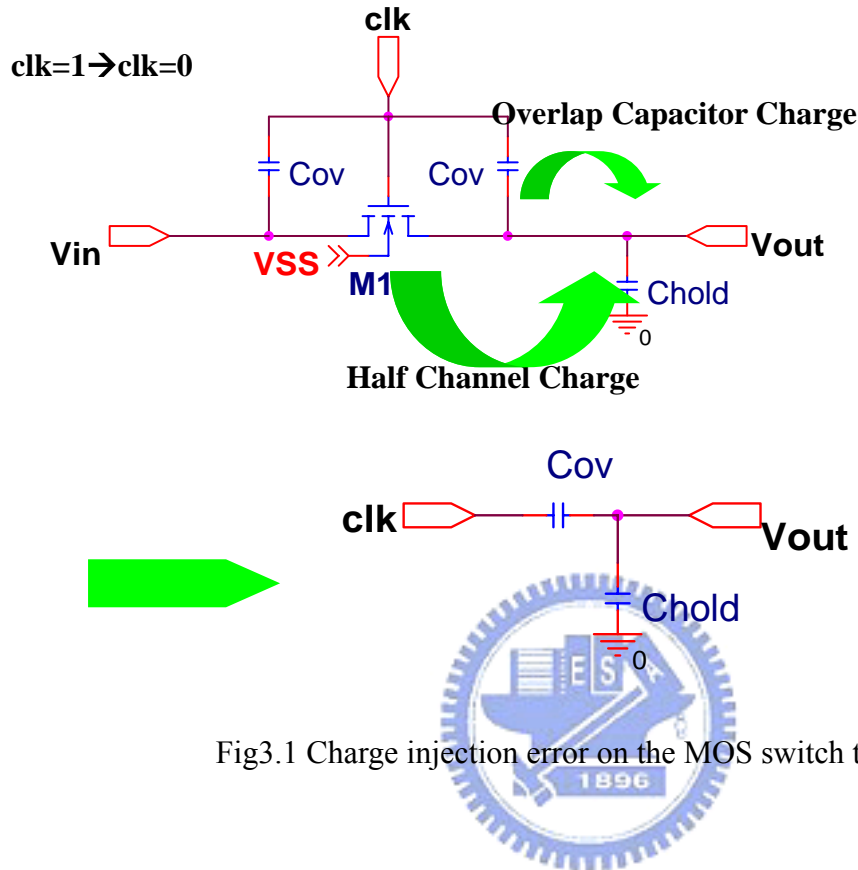 clk
clk=1→clk=0
Overlap Capacitor Charge
Cov
Cov
Vin
VSS
M1
Vout
Chold
0
Half Channel Charge
Cov
clk
Vout
Chold
0
E S
Fig3.1 Charge injection error on the MOS switch t
1896